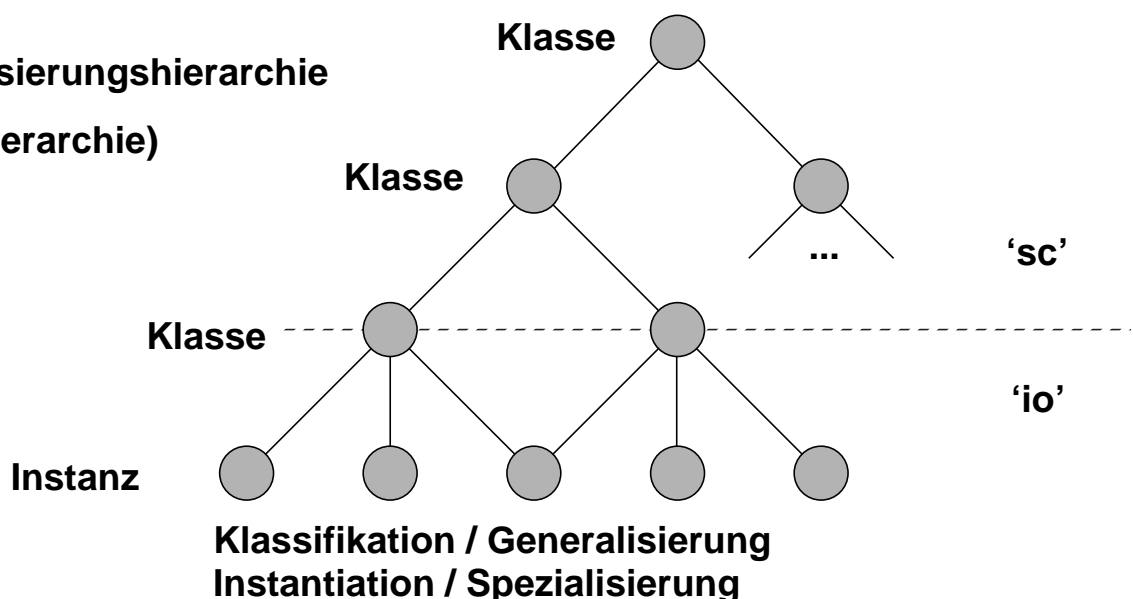 Klasse
sierungshierarchie
erarchie)
Klasse
...
‘sc’
Klasse
‘io’
Instanz
Klassifikation / Generalisierung
Instantiation / Spezialisierung